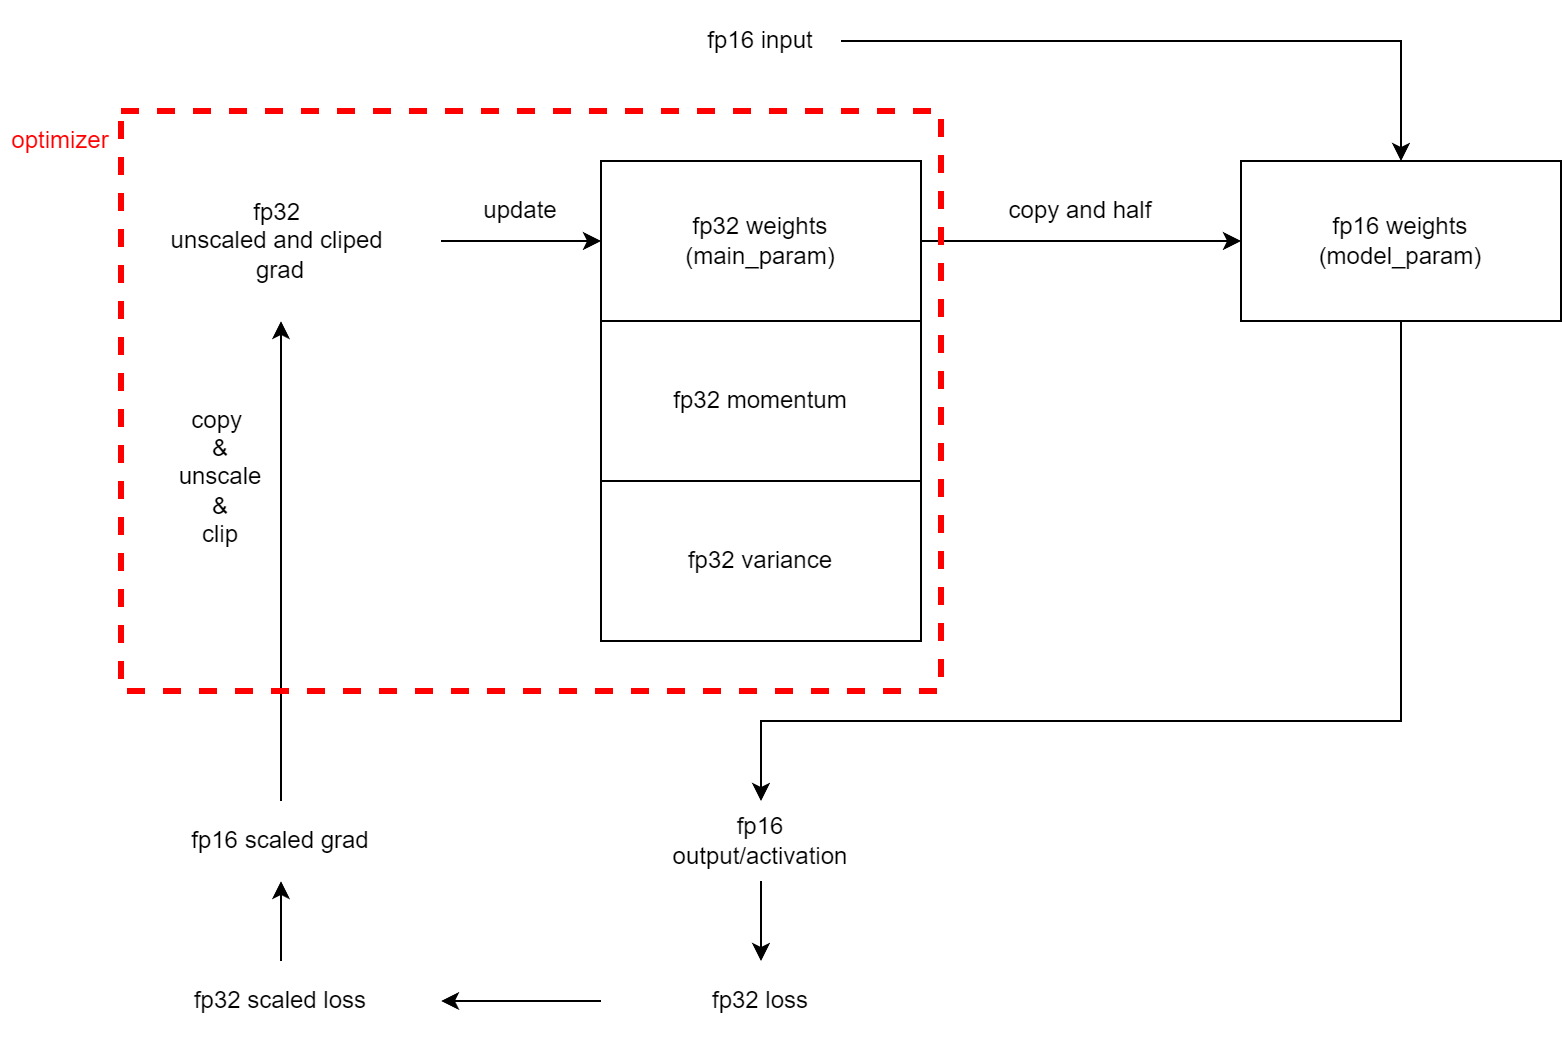 fp16 input
optimizer
fp32
unscaled and cliped
grad
update
fp32 weights
(main_param)
copy and half
fp16 weights
(model_param)
fp32 momentum
copy
&
unscale
&
clip
fp32 variance
fp16 scaled grad
fp16
output/activation
fp32 scaled loss
fp32 loss